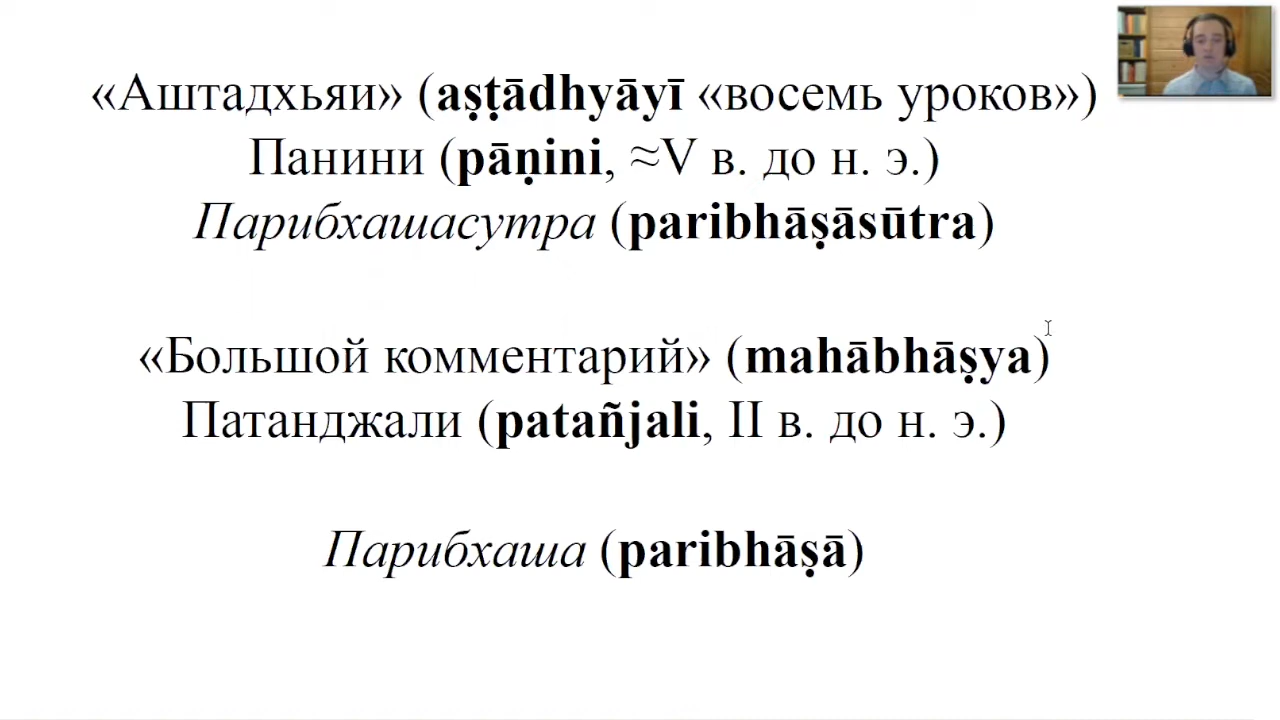 «Аштадхьяи» (aṣṭādhyāyī «восемь уроков»)
Панини (pāṇini, ≈V в. до н. э.)
Парибхашасутра (paribhāṣāsūtra)
«Большой комментарий» (mahābhāṣya)
Патанджали (patañjali, II в. до н. э.)
Парибхаша (paribhāṣā)